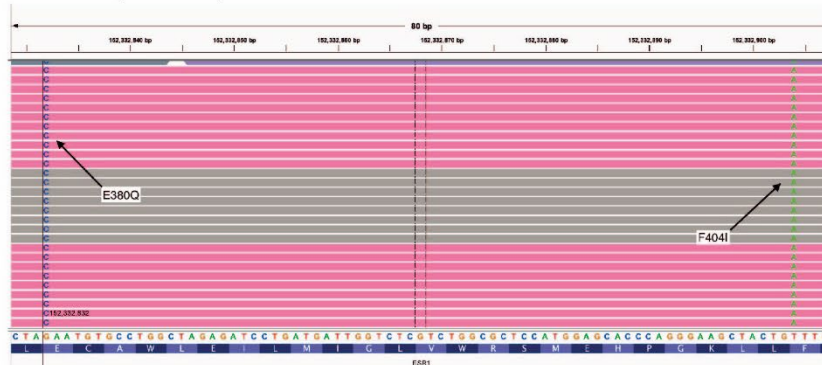 80 bp
152,332,840 bp 152,332,850 bp 152,332,860 bp 152,332,870 bp 152,332,880 bp 152,332,890 bp 152,332,900 bp
C A
C A
C A
C A
C A
C A
C A
C A
C A
C A
C A
C A
C A
C A
E380Q
C A
C A
C A
C A
F404I
C A
C A
C A
C A
C A
C A
C A
C A
C 152,332,832 A
C A
C T A G A A T G T G C C T G G C T A G A G A T C C T G A T G A T T G G T C T C G T C T G G C G C T C C A T G G A G C A C C C A G G G A A G C T A C T G T T T
L E C A W L E I L M I G L V W R S M E H P G K L L F
ESR1